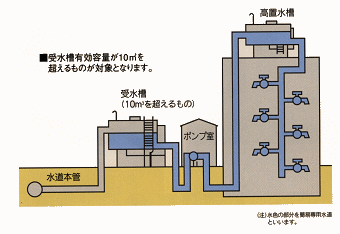 高置水槽
■受水槽有効容量が10㎥を
超えるものが対象となります。
受水槽
(10m³を超えるもの)
ポンプ室
水道本管
(注)水色の部分を簡易専用水道
といいます。